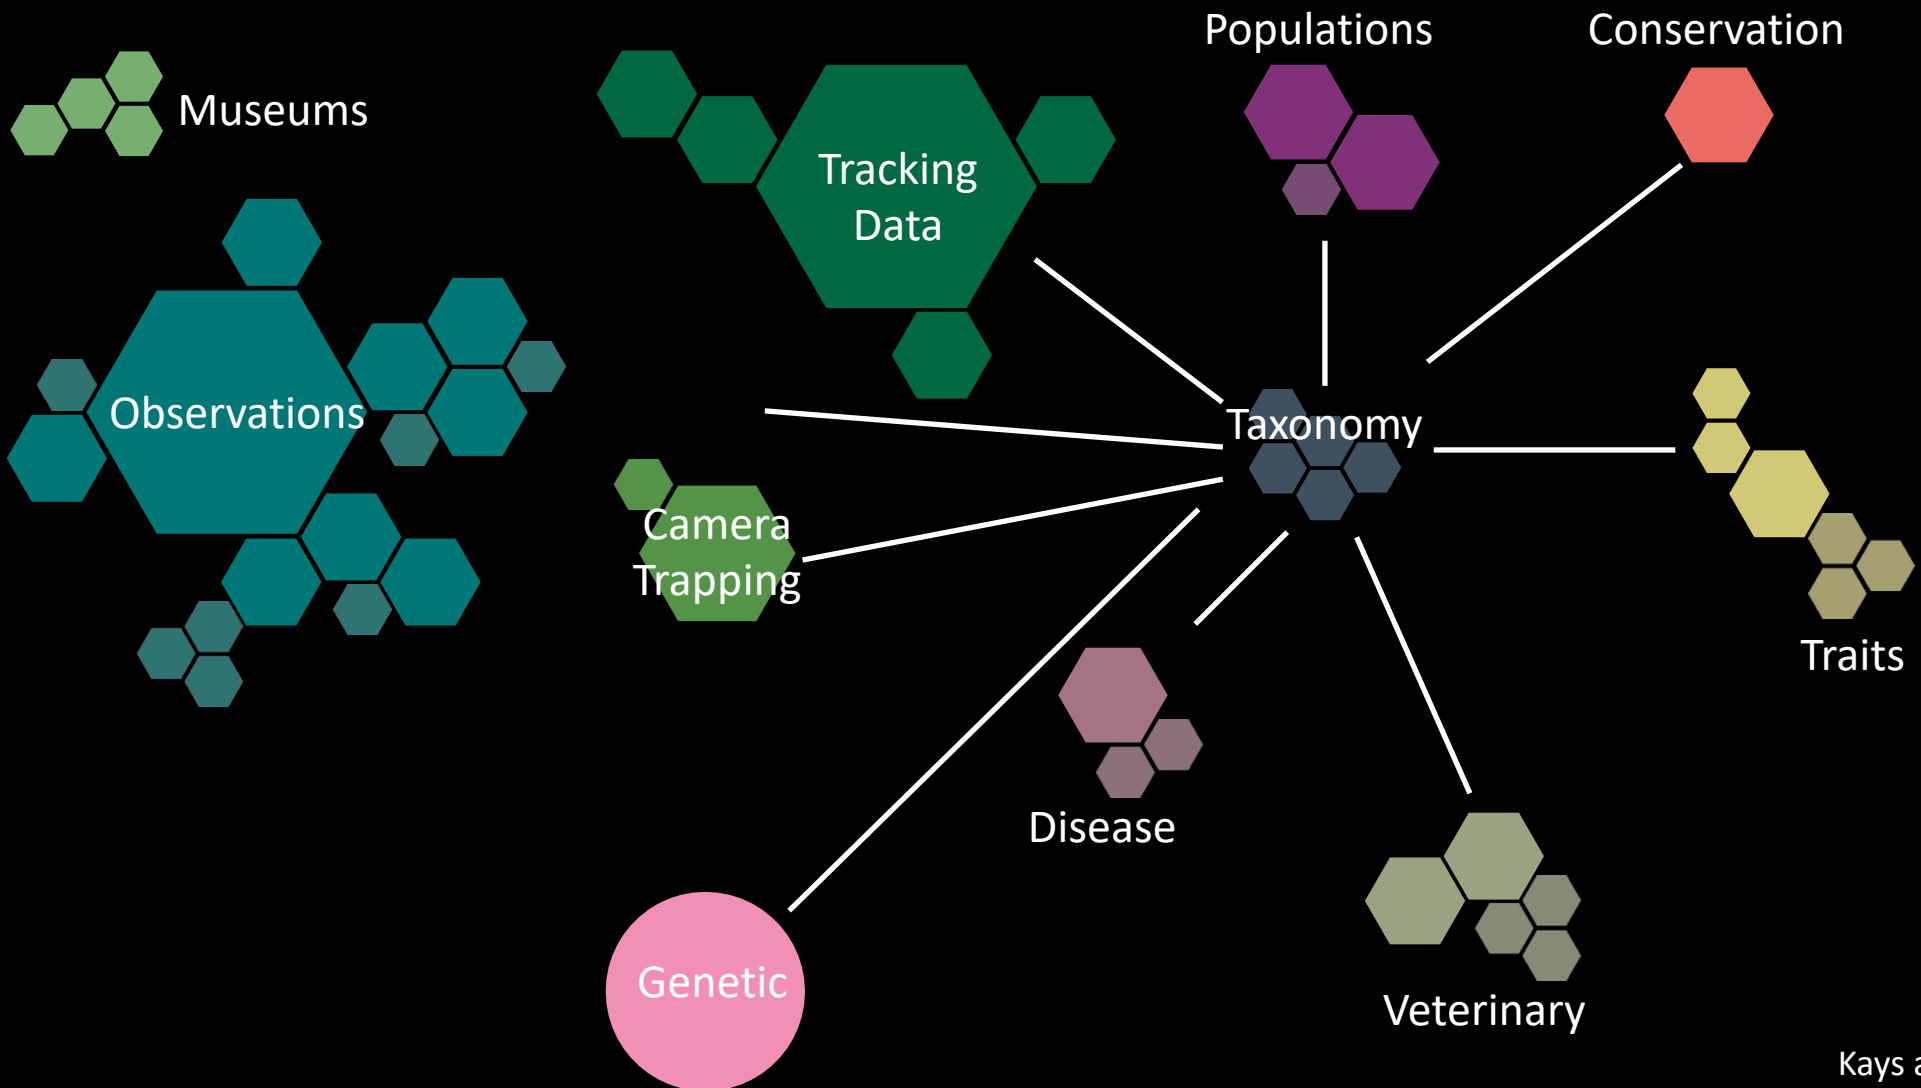 Populations
Conservation
Museums
Tracking
Data
Observations
Taxonomy
Camera
Trapping
Traits
Disease
Genetic
Veterinary
Kays a